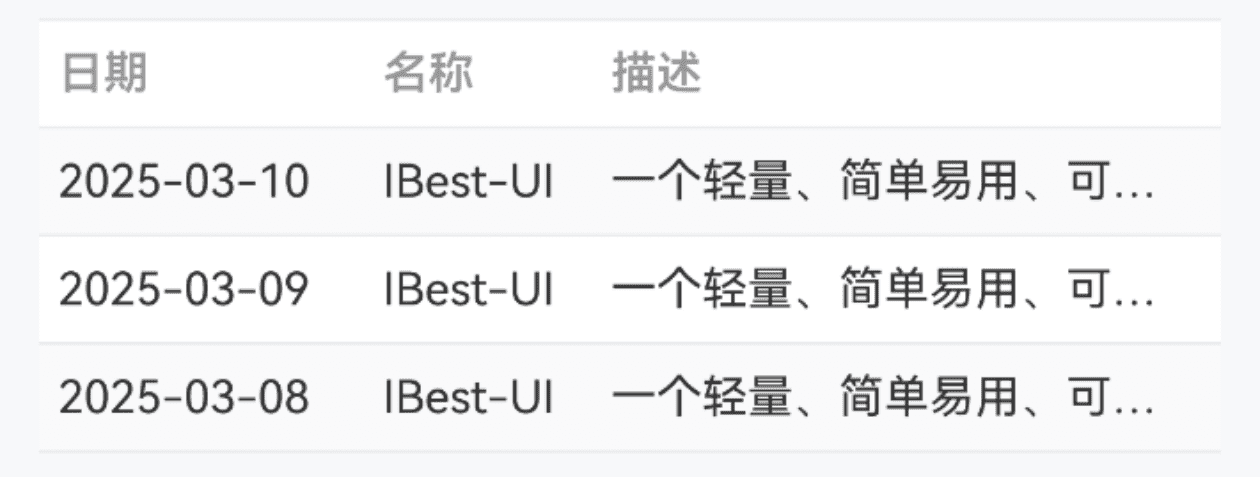 日期 名称 描述
2025-03-10 IBest-UI 一个轻量、简单易用、可...
2025-03-09 IBest-UI 一个轻量、简单易用、可...
2025-03-08 IBest-UI 一个轻量、简单易用、可...